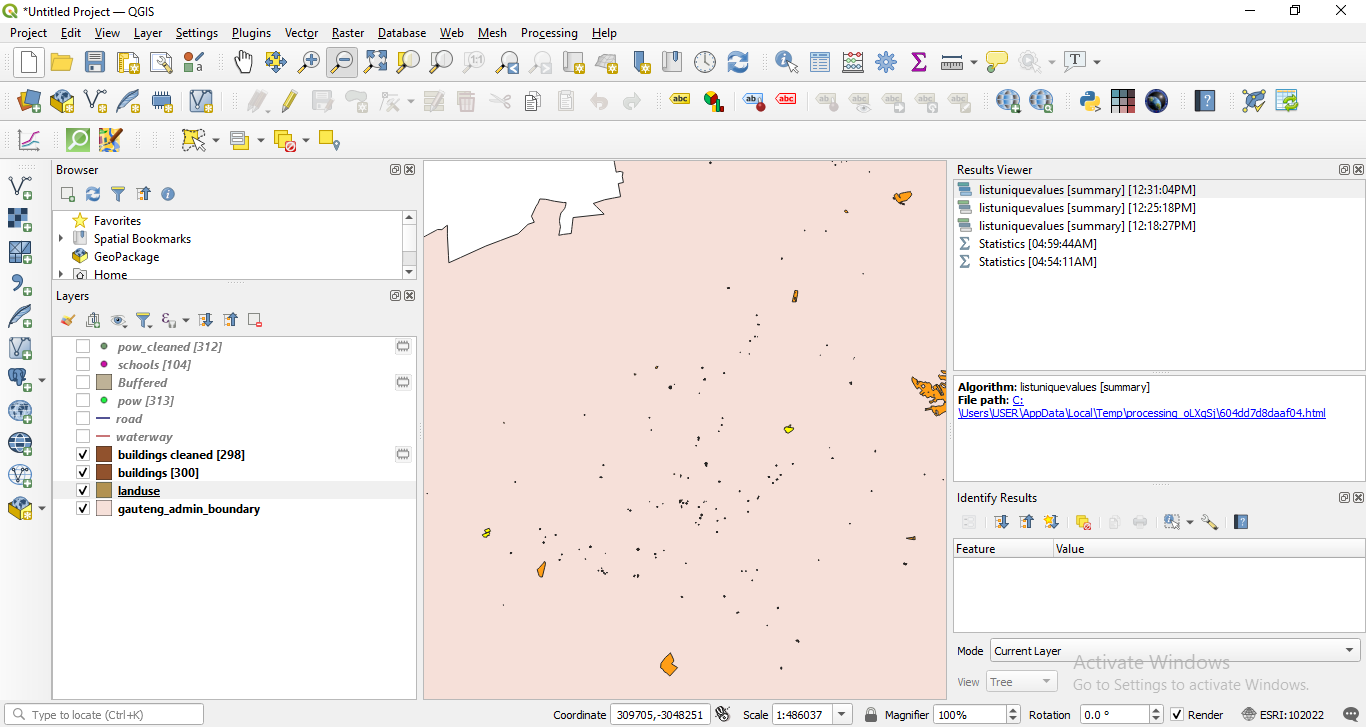 *Untitled Project — QGIS
Project Edit View Layer Settings Plugins Vector Raster Database Web Mesh Processing Help
Browser
Favorites
Spatial Bookmarks
GeoPackage
Home
Layers
pow_cleaned [312]
schools [104]
Buffered
pow [313]
road
waterway
buildings cleaned [298]
buildings [300]
landuse
gauteng_admin_boundary
Results Viewer
listuniquevalues [summary] [12:31:04PM]
listuniquevalues [summary] [12:25:18PM]
listuniquevalues [summary] [12:18:27PM]
Statistics [04:59:44AM]
Statistics [04:54:11AM]
Algorithm: listuniquevalues [summary]
File path: C:
\Users\USER\AppData\Local\Temp\processing_oLXqSj\604dd7d8daaf04.html
Identify Results
Feature Value
Mode Current Layer
View Tree
Activate Windows
Go to Settings to activate Windows.
Type to locate (Ctrl+K) Coordinate 309705,-3048251 Scale 1:486037 Magnifier 100% Rotation 0.0 ° Render ESRI:102022